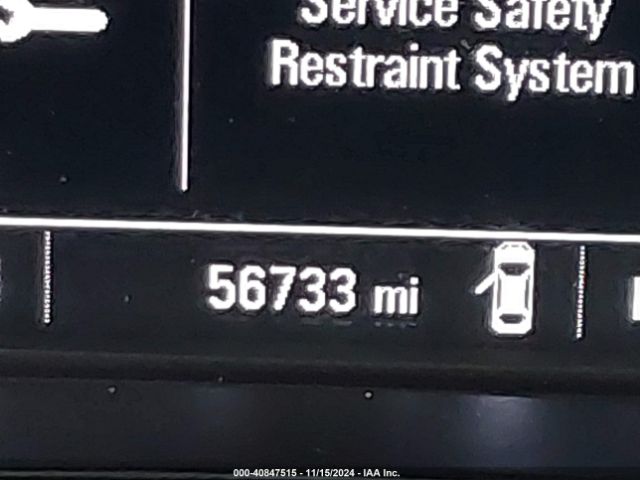 Service Safety
Restraint System
56733 mi
000-40847515 - 11/15/2024 - IAA Inc.